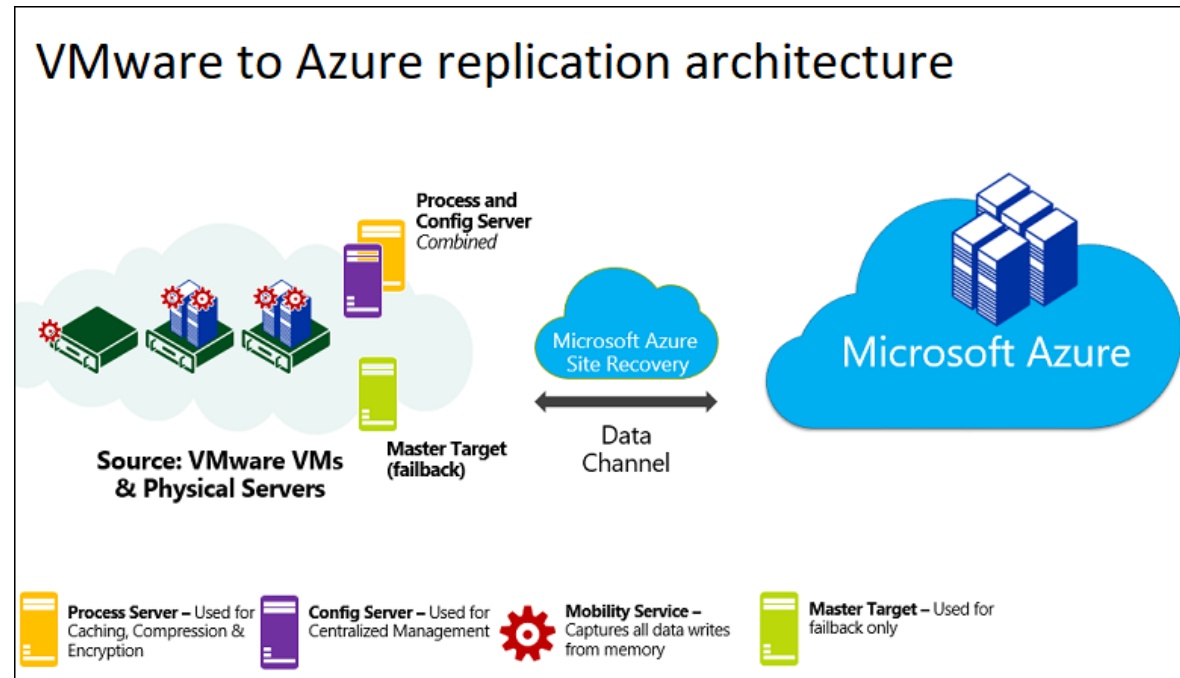 VMware to Azure replication architecture
Process and
Config Server
Combined
Microsoft Azure
Site Recovery
Microsoft Azure
Data
Channel
Master Target
(failback)
Source: VMware VMs
& Physical Servers
Process Server – Used for
Caching, Compression &
Encryption
Config Server – Used for
Centralized Management
Mobility Service –
Captures all data writes
from memory
Master Target – Used for
failback only